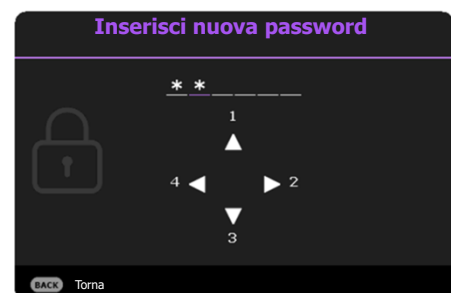 Inserisci nuova password
* * _ _ _ _
1
4 2
3
BACK Torna